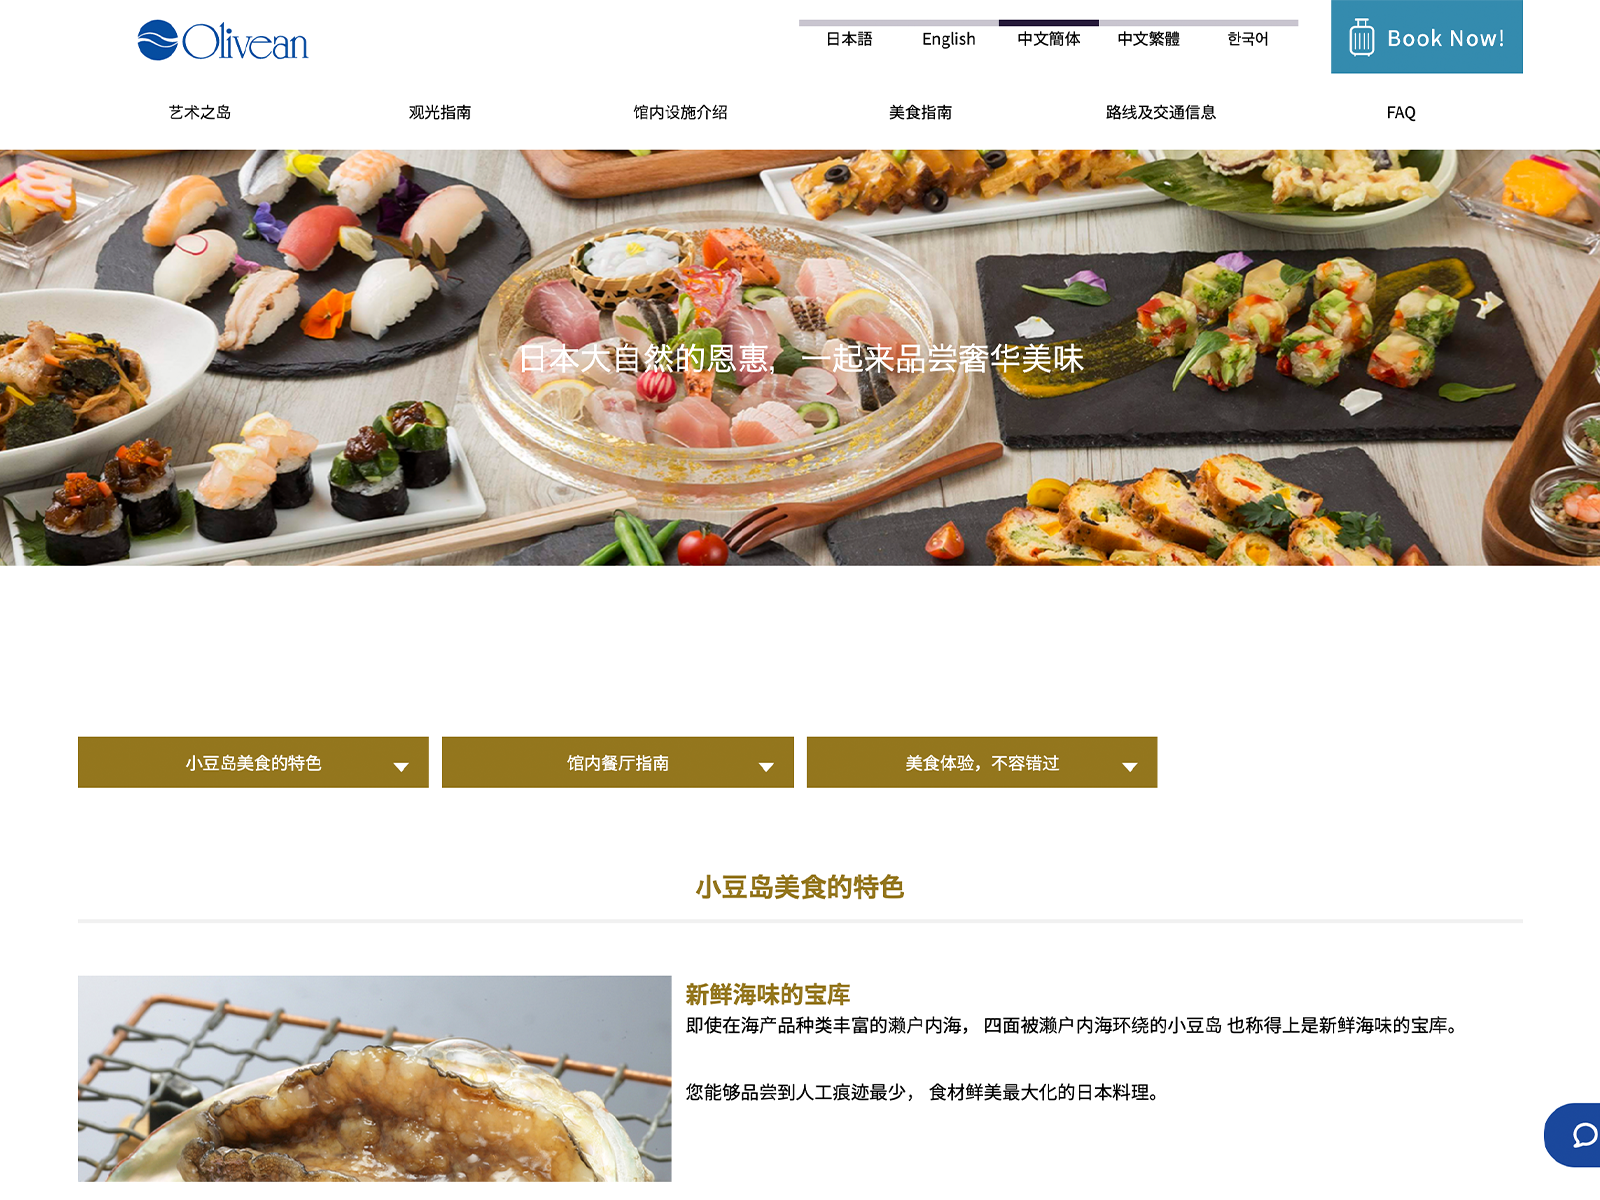 Olivean
日本語 English 中文簡体 中文繁體 한국어
Book Now!
艺术之岛 观光指南 馆内设施介绍 美食指南 路线及交通信息 FAQ
日本大自然的恩惠, 一起来品尝奢华美味
小豆岛美食的特色 馆内餐厅指南 美食体验，不容错过
小豆岛美食的特色
新鲜海味的宝库
即使在海产品种类丰富的濑户内海， 四面被濑户内海环绕的小豆岛 也称得上是新鲜海味的宝库。
您能够品尝到人工痕迹最少， 食材鲜美最大化的日本料理。